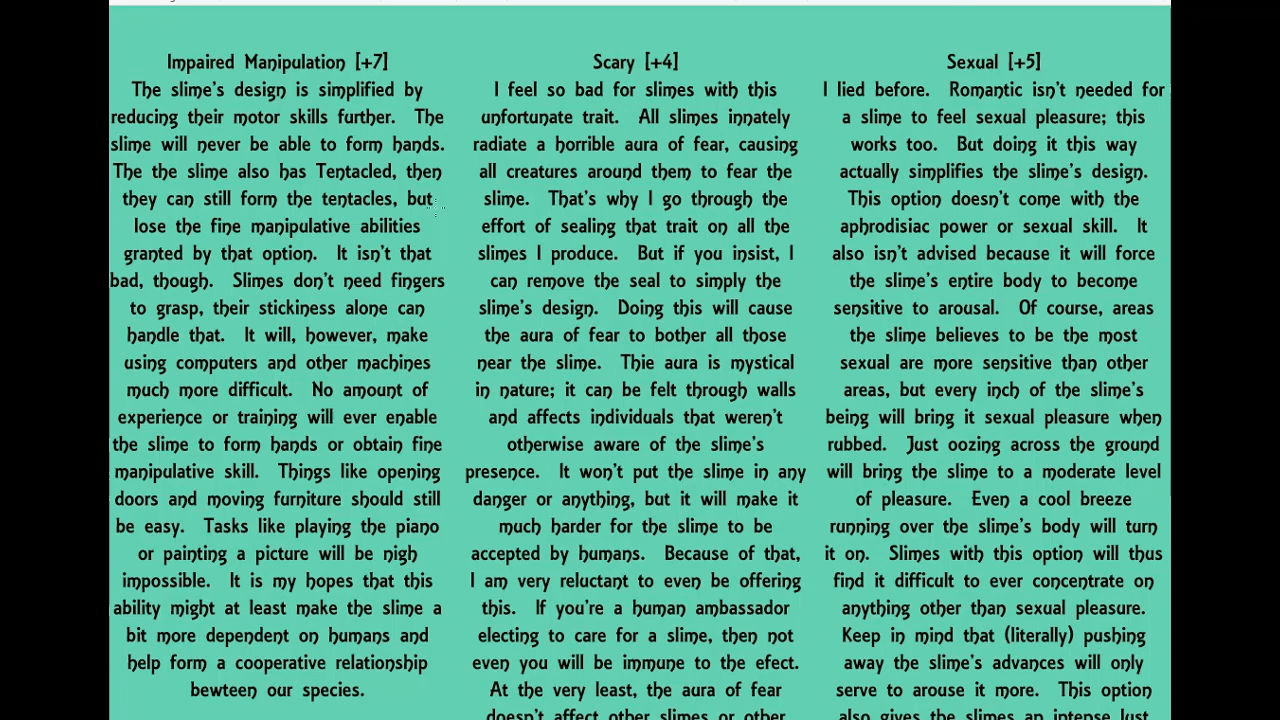 Impaired Manipulation [+7]
The slime's design is simplified by
reducing their motor skills further. The
slime will never be able to form hands.
The the slime also has Tentacled, then
they can still form the tentacles, but
lose the fine manipulative abilities
granted by that option. It isn't that
bad, though. Slimes don't need fingers
to grasp, their stickiness alone can
handle that. It will, however, make
using computers and other machines
much more difficult. No amount of
experience or training will ever enable
the slime to form hands or obtain fine
manipulative skill. Things like opening
doors and moving furniture should still
be easy. Tasks like playing the piano
or painting a picture will be nigh
impossible. It is my hopes that this
ability might at least make the slime a
bit more dependent on humans and
help form a cooperative relationship
bewteen our species.
Scary [+4]
I feel so bad for slimes with this
unfortunate trait. All slimes innately
radiate a horrible aura of fear, causing
all creatures around them to fear the
slime. That's why I go through the
effort of sealing that trait on all the
slimes I produce. But if you insist, I
can remove the seal to simply the
slime's design. Doing this will cause
the aura of fear to bother all those
near the slime. Thie aura is mystical
in nature; it can be felt through walls
and affects individuals that weren't
otherwise aware of the slime's
presence. It won't put the slime in any
danger or anything, but it will make it
much harder for the slime to be
accepted by humans. Because of that,
I am very reluctant to even be offering
this. If you're a human ambassador
electing to care for a slime, then not
even you will be immune to the efect.
At the very least, the aura of fear
doesn't affect other slimes or other
Sexual [+5]
I lied before. Romantic isn't needed for
a slime to feel sexual pleasure; this
works too. But doing it this way
actually simplifies the slime's design.
This option doesn't come with the
aphrodisiac power or sexual skill. It
also isn't advised because it will force
the slime's entire body to become
sensitive to arousal. Of course, areas
the slime believes to be the most
sexual are more sensitive than other
areas, but every inch of the slime's
being will bring it sexual pleasure when
rubbed. Just oozing across the ground
will bring the slime to a moderate level
of pleasure. Even a cool breeze
running over the slime's body will turn
it on. Slimes with this option will thus
find it difficult to ever concentrate on
anything other than sexual pleasure.
Keep in mind that (literally) pushing
away the slime's advances will only
serve to arouse it more. This option
also gives the slimes an intense lust